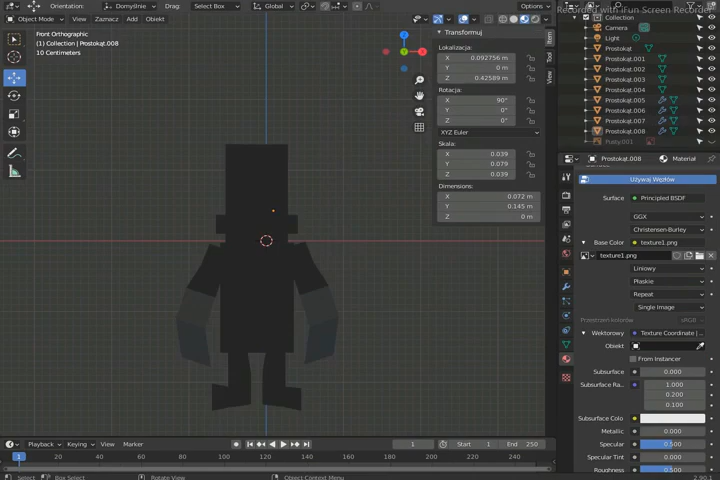 Recorded with iFun Screen Recorder
Orientation: Domyślnie Drag: Select Box Global Options
Object Mode View Zaznacz Add Obiekt
Front Orthographic
(1) Collection | Prostokąt.008
10 Centimeters
Transformuj
Lokalizacja:
X 0.092756 m
Y 0 m
Z 0.42589 m
Rotacja:
X 90°
Y 0°
Z 0°
XYZ Euler
Skala:
X 0.039
Y 0.079
Z 0.039
Dimensions:
X 0.072 m
Y 0.145 m
Z 0 m
Item
Tool
View
X
Z
Collection
Camera
Light
Prostokąt
Prostokąt.001
Prostokąt.002
Prostokąt.003
Prostokąt.004
Prostokąt.005
Prostokąt.006
Prostokąt.007
Prostokąt.008
Pusty.001
Prostokąt.008 Material
Używaj Węzłów
Surface: Principled BSDF
GGX
Christensen-Burley
Base Color texture1.png
texture1.png
Liniowy
Płaskie
Repeat
Single Image
Przestrzeń Kolorów sRGB
Wektorowy Texture Coordinate |
Obiekt
From Instancer
Subsurface 0.000
Subsurface Ra.. 1.000
0.200
0.100
Subsurface Colo
Metallic 0.000
Specular 0.500
Specular Tint 0.000
Roughness 0.500
Playback Keying View Marker 1 Start 1 End 250
1 20 40 60 80 100 120 140 160 180 200 220 240
Select Box Select Rotate View Object Context Menu 2.90.1